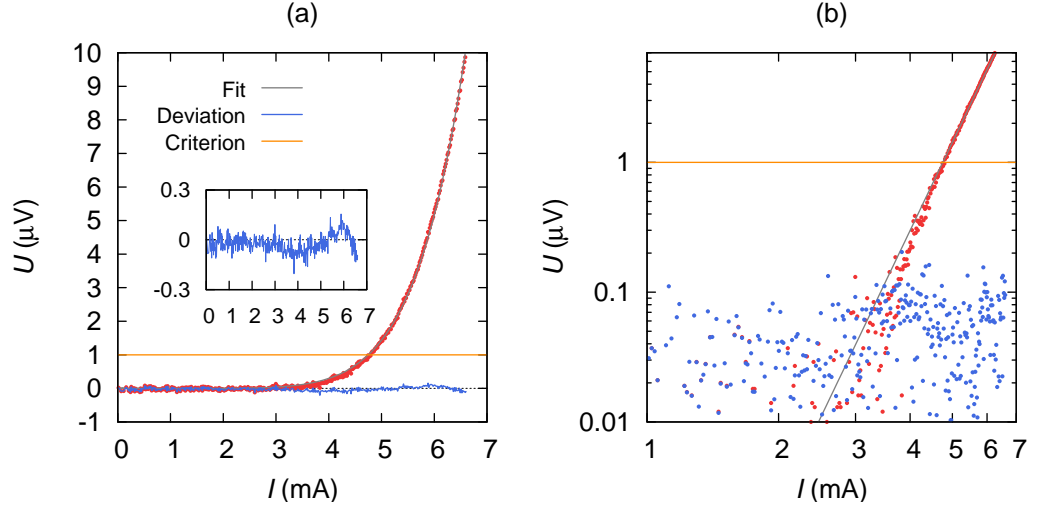 (a)
10
9
8
7
6
5
4
3
2
1
0
-1
U (µV)
Fit
Deviation
Criterion
0.3
0
-0.3
0 1 2 3 4 5 6 7
0 1 2 3 4 5 6 7
I (mA)
(b)
1
0.1
0.01
U (µV)
1 2 3 4 5 6 7
I (mA)